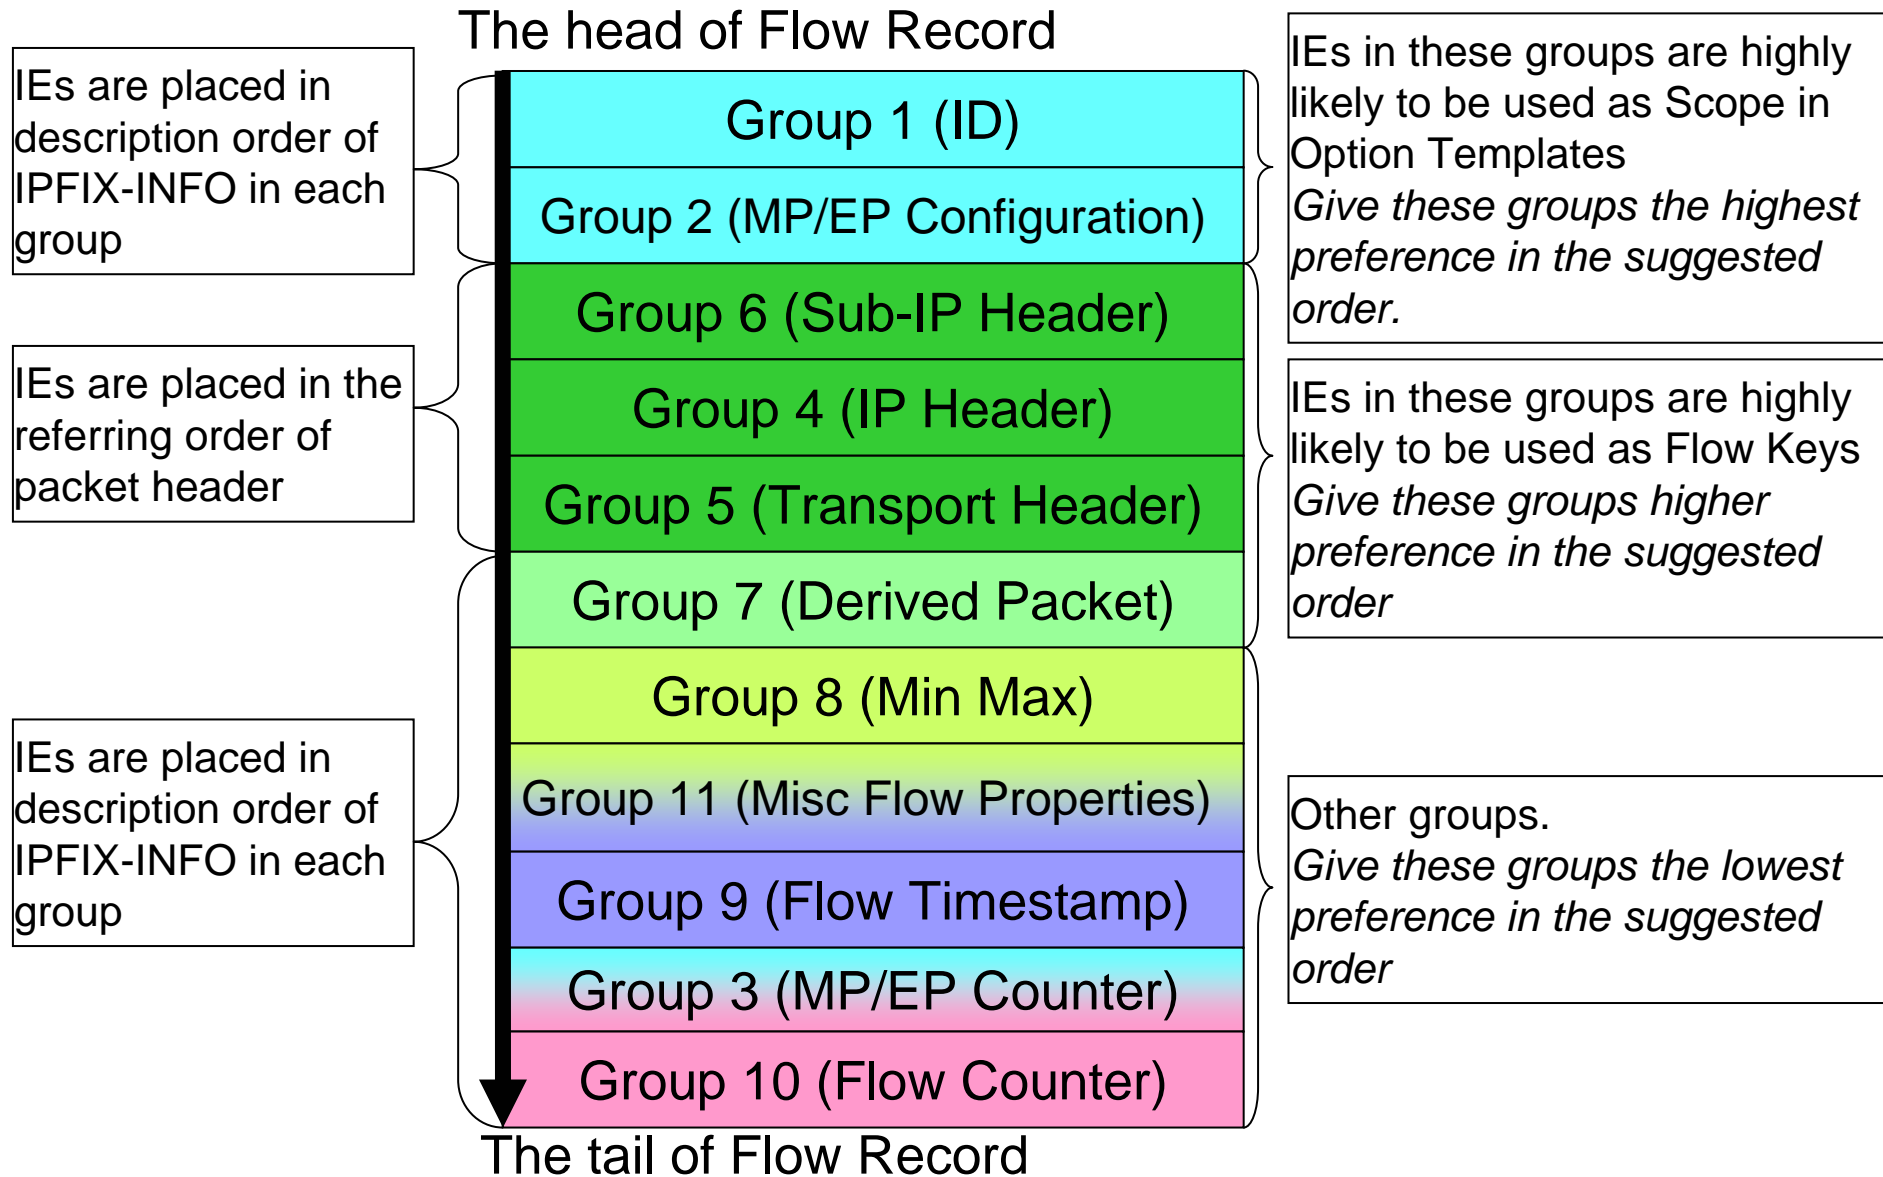 The head of Flow Record
IEs are placed in
description order of
IPFIX-INFO in each
group
IEs are placed in the
referring order of
packet header
IEs are placed in
description order of
IPFIX-INFO in each
group
Group 1 (ID)
Group 2 (MP/EP Configuration)
Group 6 (Sub-IP Header)
Group 4 (IP Header)
Group 5 (Transport Header)
Group 7 (Derived Packet)
Group 8 (Min Max)
Group 11 (Misc Flow Properties)
Group 9 (Flow Timestamp)
Group 3 (MP/EP Counter)
Group 10 (Flow Counter)
IEs in these groups are highly
likely to be used as Scope in
Option Templates
Give these groups the highest
preference in the suggested
order.
IEs in these groups are highly
likely to be used as Flow Keys
Give these groups higher
preference in the suggested
order
Other groups.
Give these groups the lowest
preference in the suggested
order
The tail of Flow Record